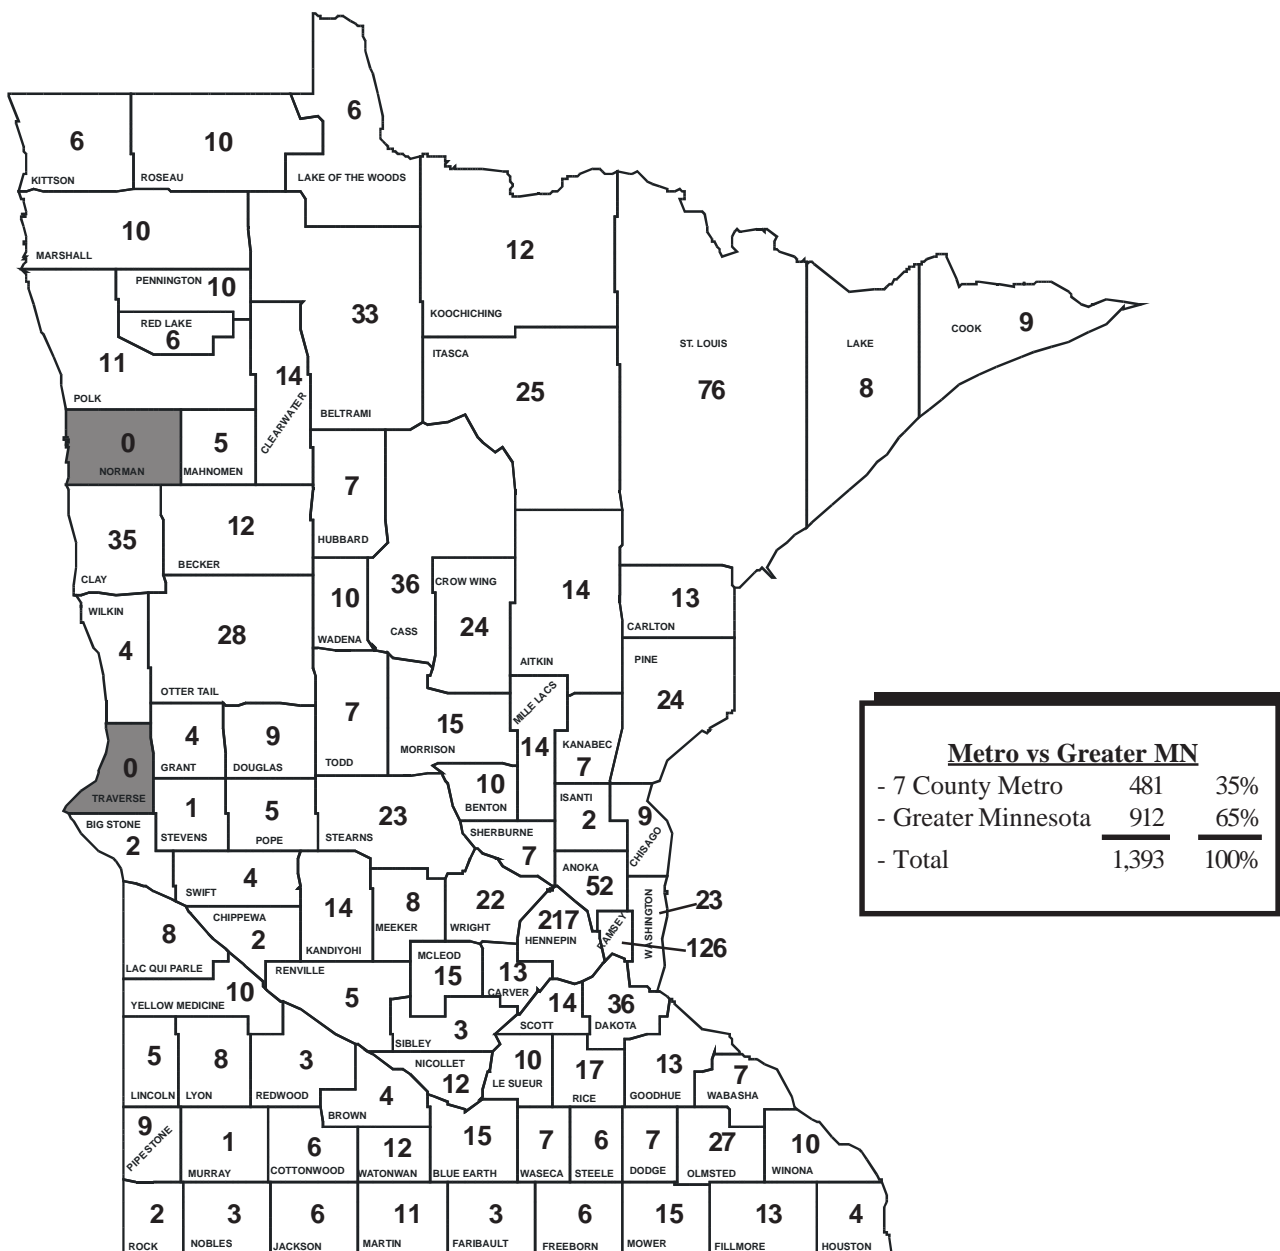 6
LAKE OF THE WOODS
6
KITTSON
10
ROSEAU
10
MARSHALL
12
KOOCHICHING
PENNINGTON 10
RED LAKE
6
11
POLK
33
BELTRAMI
14
CLEARWATER
ITASCA
25
ST. LOUIS
76
LAKE
8
COOK 9
0
NORMAN
5
MAHNOMEN
7
HUBBARD
35
CLAY
12
BECKER
36
CASS
CROW WING
24
14
AITKIN
13
CARLTON
WILKIN
4
28
OTTER TAIL
10
WADENA
PINE
24
7
TODD
15
MORRISON
MILLE LACS
14
KANABEC
7
4
GRANT
9
DOUGLAS
0
TRAVERSE
Metro vs Greater MN
- 7 County Metro 481 35%
- Greater Minnesota 912 65%
- Total 1,393 100%
BIG STONE
2
1
STEVENS
5
POPE
23
STEARNS
10
BENTON
SHERBURNE
7
ISANTI
2
9
CHISAGO
SWIFT 4
CHIPPEWA
2
14
KANDIYOHI
8
MEEKER
22
WRIGHT
217
HENNEPIN
ANOKA
52
RAMSEY
126
WASHINGTON
23
8
LAC QUI PARLE
10
YELLOW MEDICINE
RENVILLE
5
MCLEOD
15
13
CARVER
14
SCOTT
36
DAKOTA
3
SIBLEY
5
LINCOLN
8
LYON
3
REDWOOD
4
BROWN
NICOLLET
12
10
LE SUEUR
17
RICE
13
GOODHUE
7
WABASHA
9
PIPESTONE
1
MURRAY
6
COTTONWOOD
12
WATONWAN
15
BLUE EARTH
7
WASECA
6
STEELE
7
DODGE
27
OLMSTED
10
WINONA
2
ROCK
3
NOBLES
6
JACKSON
11
MARTIN
3
FARIBAULT
6
FREEBORN
15
MOWER
13
FILLMORE
4
HOUSTON